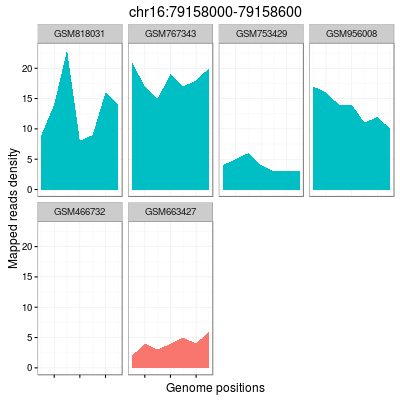 chr16:79158000-79158600
GSM818031 GSM767343 GSM753429 GSM956008
20
15
10
5
0
Mapped reads density
GSM466732 GSM663427
20
15
10
5
0
Genome positions